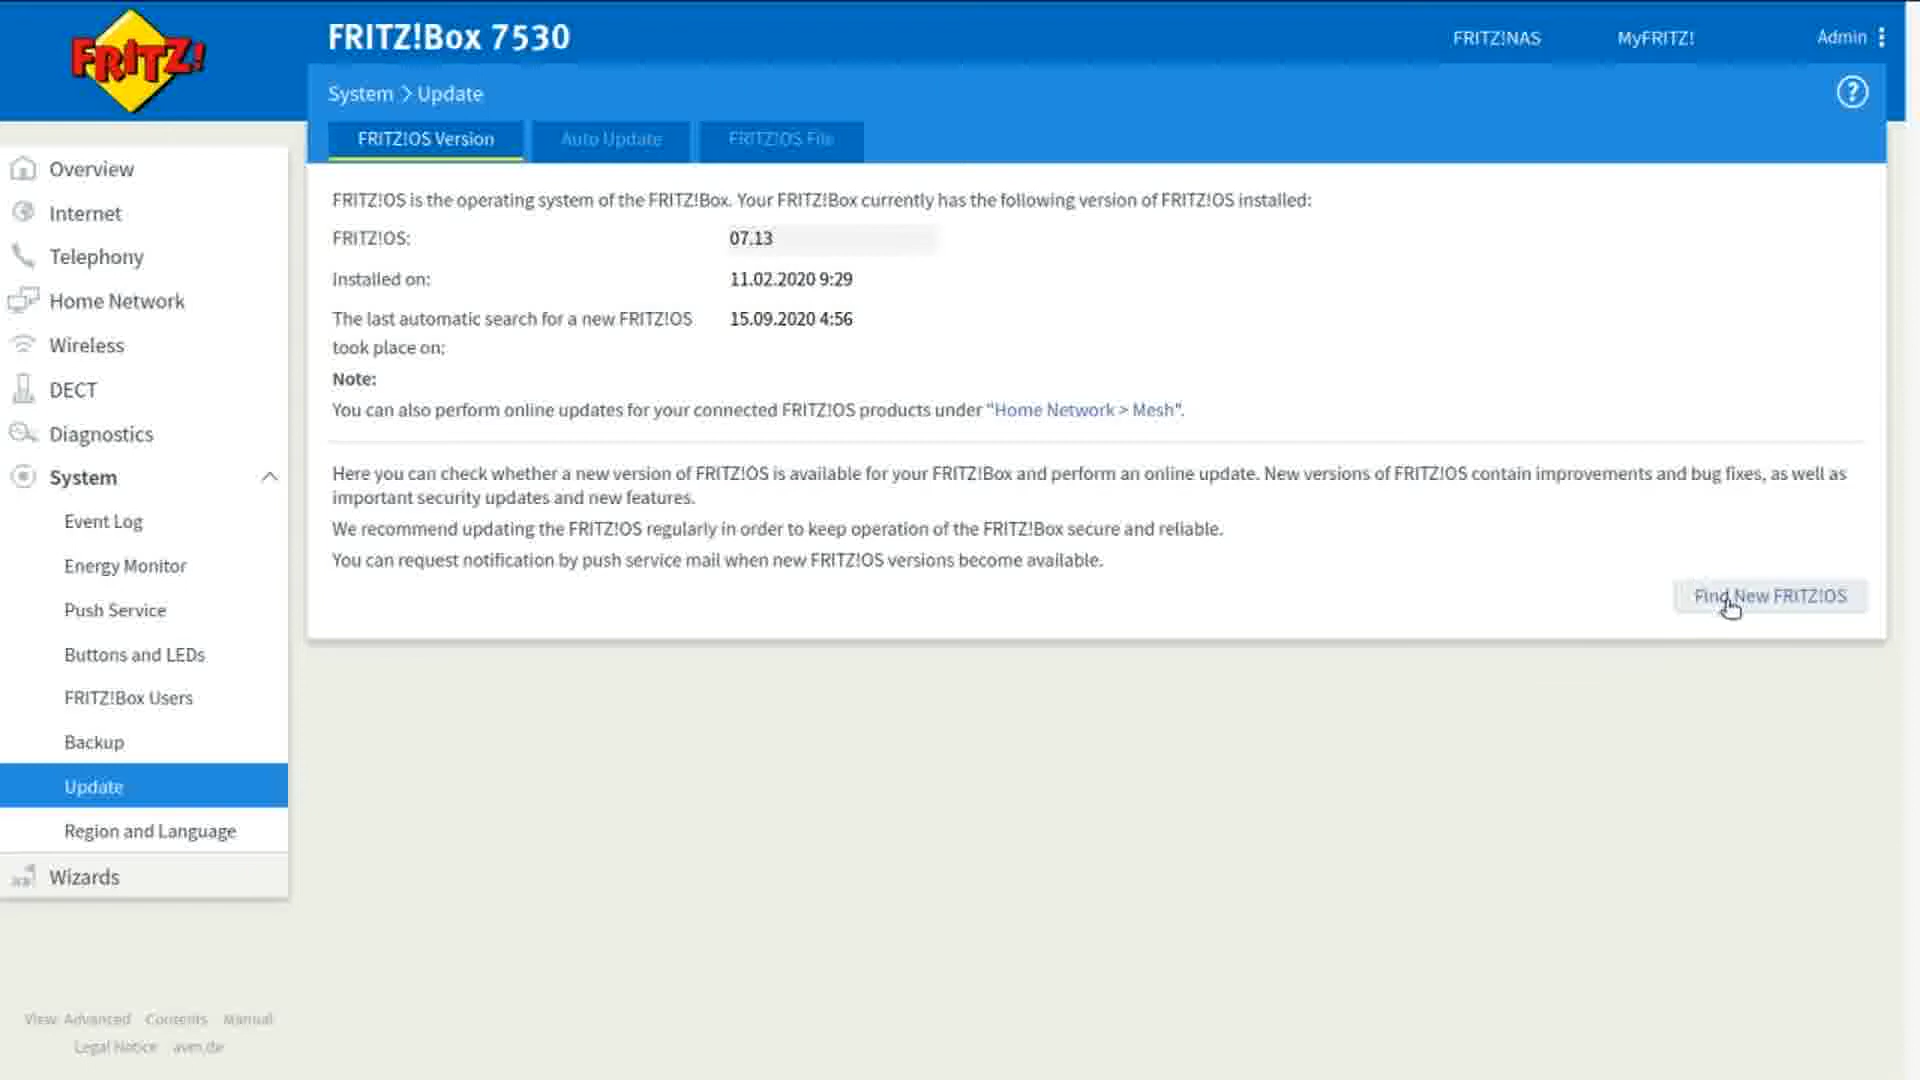 FRITZ!
FRITZ!Box 7530
FRITZ!NAS
MyFRITZ!
Admin
System > Update
?
FRITZ!OS Version
Auto Update
FRITZ!OS File
Overview
Internet
Telephony
Home Network
Wireless
DECT
Diagnostics
System
Event Log
Energy Monitor
Push Service
Buttons and LEDs
FRITZ!Box Users
Backup
Update
Region and Language
Wizards
FRITZ!OS is the operating system of the FRITZ!Box. Your FRITZ!Box currently has the following version of FRITZ!OS installed:
FRITZ!OS: 07.13
Installed on: 11.02.2020 9:29
The last automatic search for a new FRITZ!OS 15.09.2020 4:56
took place on:
Note:
You can also perform online updates for your connected FRITZ!OS products under "Home Network > Mesh".
Here you can check whether a new version of FRITZ!OS is available for your FRITZ!Box and perform an online update. New versions of FRITZ!OS contain improvements and bug fixes, as well as
important security updates and new features.
We recommend updating the FRITZ!OS regularly in order to keep operation of the FRITZ!Box secure and reliable.
You can request notification by push service mail when new FRITZ!OS versions become available.
Find New FRITZ!OS
View: Advanced Contents Manual
Legal Notice avm.de